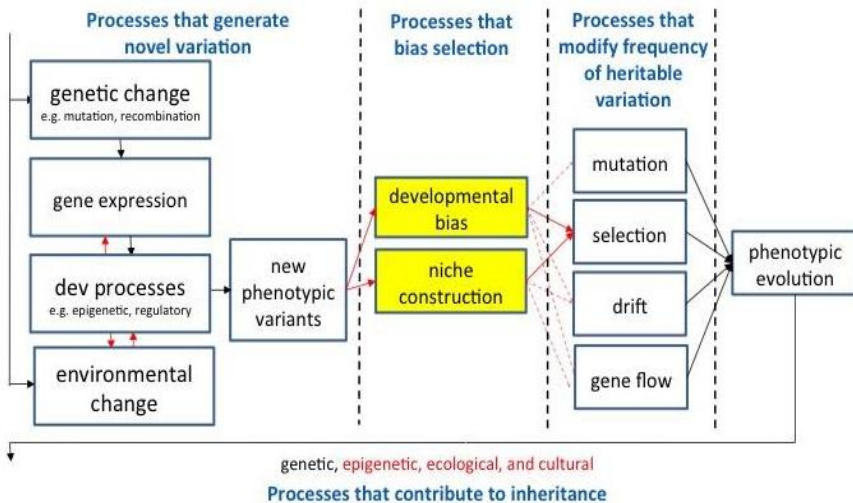 Processes that generate
novel variation
genetic change
e.g. mutation, recombination
gene expression
dev processes
e.g. epigenetic, regulatory
environmental
change
new
phenotypic
variants
Processes that
bias selection
developmental
bias
niche
construction
Processes that
modify frequency
of heritable
variation
mutation
selection
drift
gene flow
phenotypic
evolution
genetic, epigenetic, ecological, and cultural
Processes that contribute to inheritance